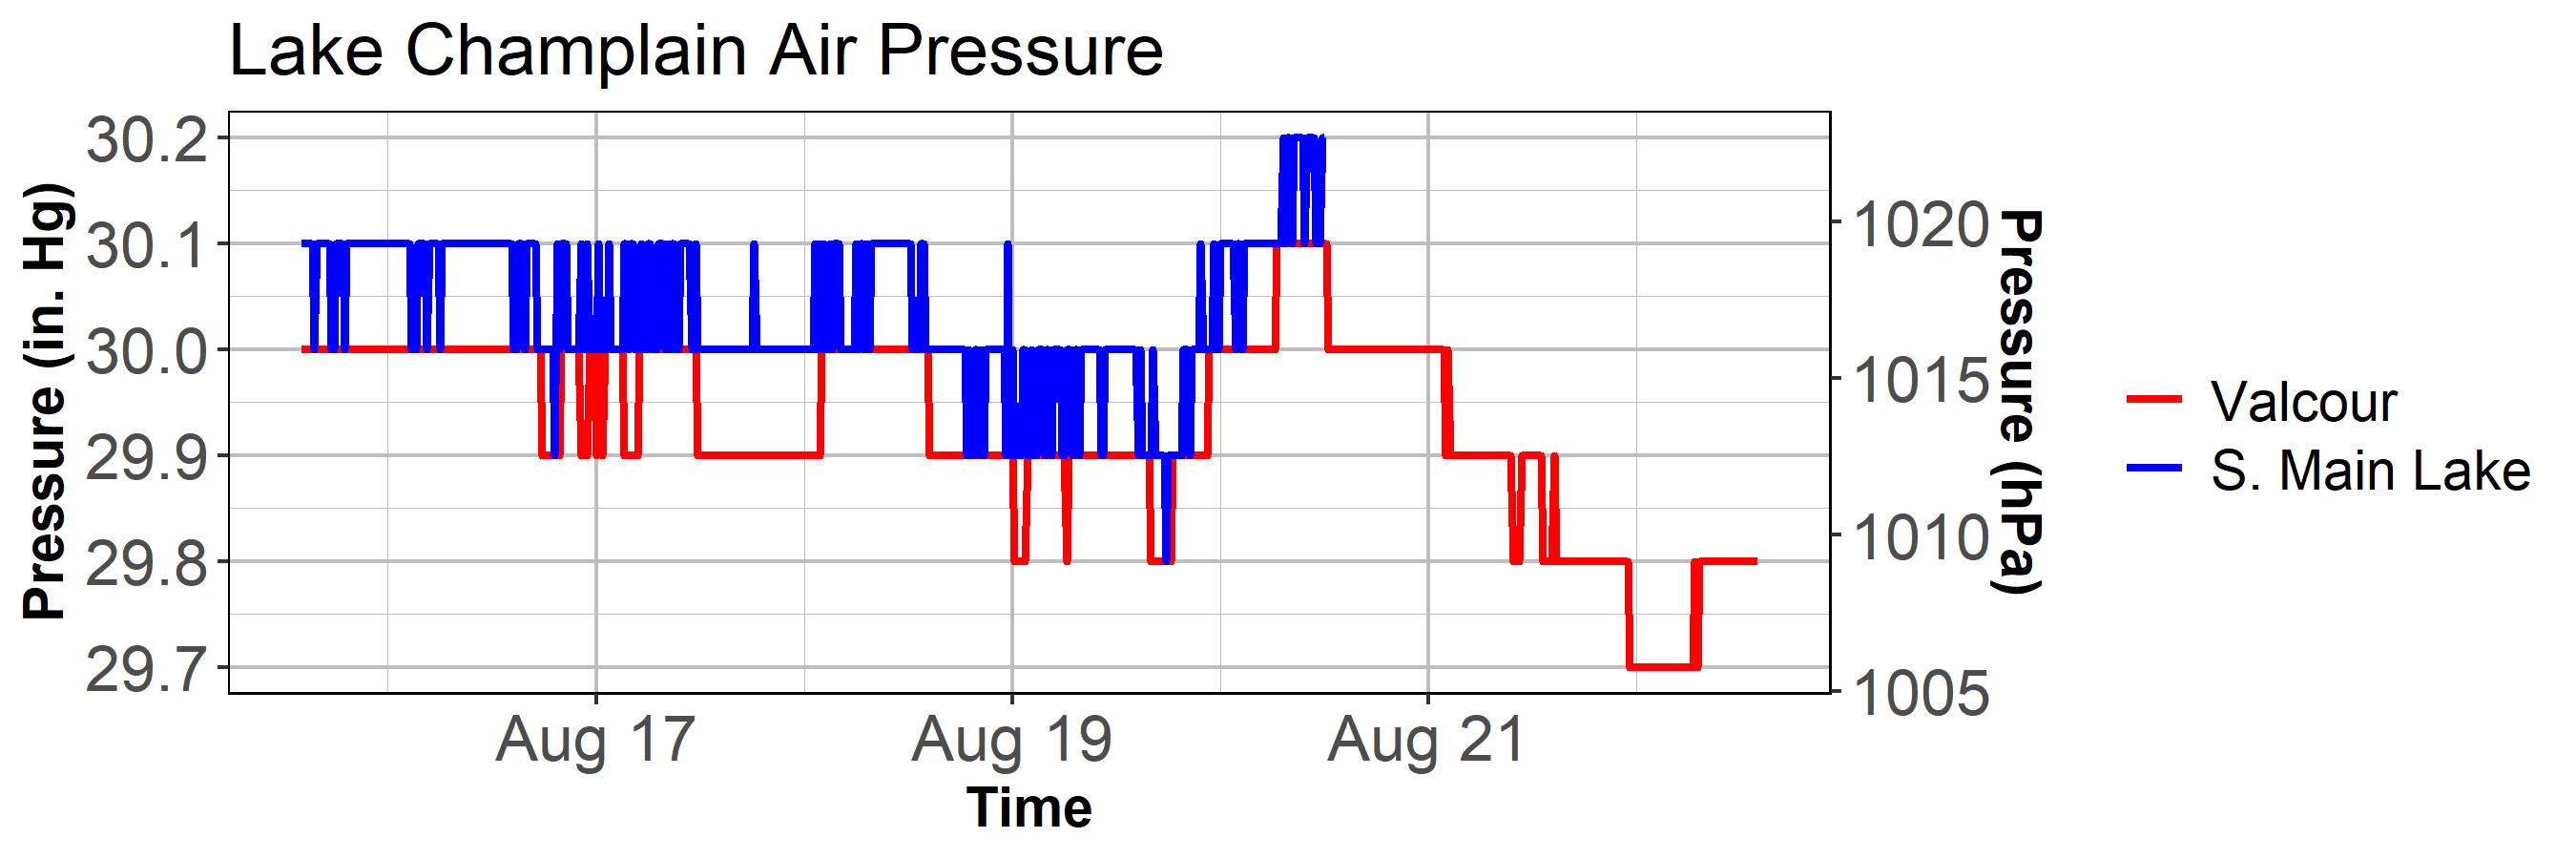 Lake Champlain Air Pressure
Pressure (in. Hg)
30.2
30.1
30.0
29.9
29.8
29.7
1020
1015
1010
1005
Pressure (hPa)
Valcour
S. Main Lake
Aug 17
Aug 19
Aug 21
Time